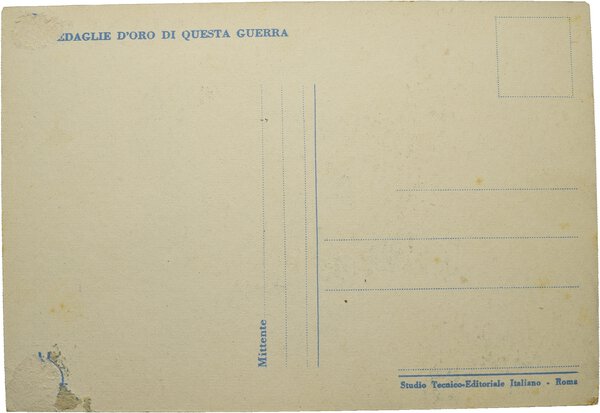 EDAGLIE D'ORO DI QUESTA GUERRA
Mittente
Studio Tecnico-Editoriale Italiano - Roma